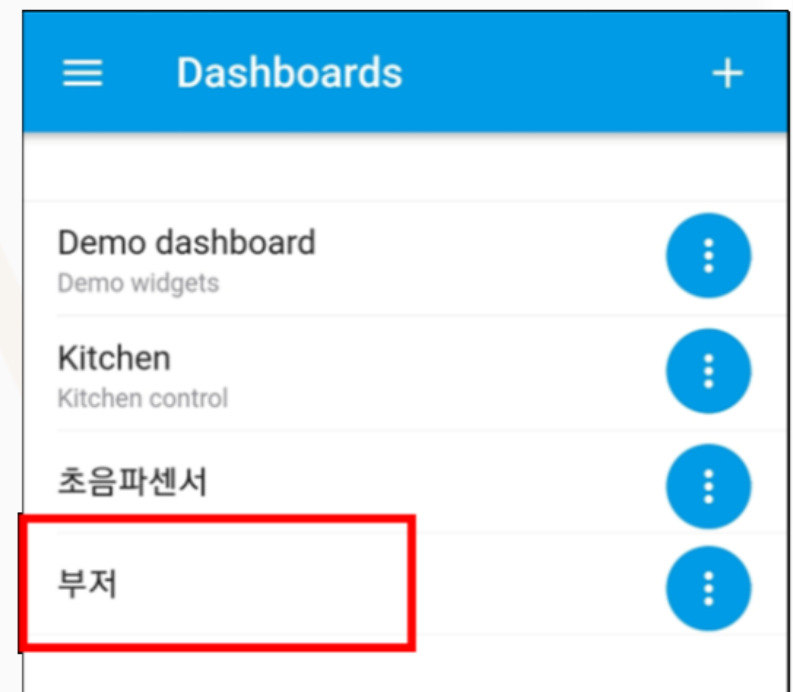 Dashboards
Demo dashboard
Demo widgets
Kitchen
Kitchen control
초음파센서
부저